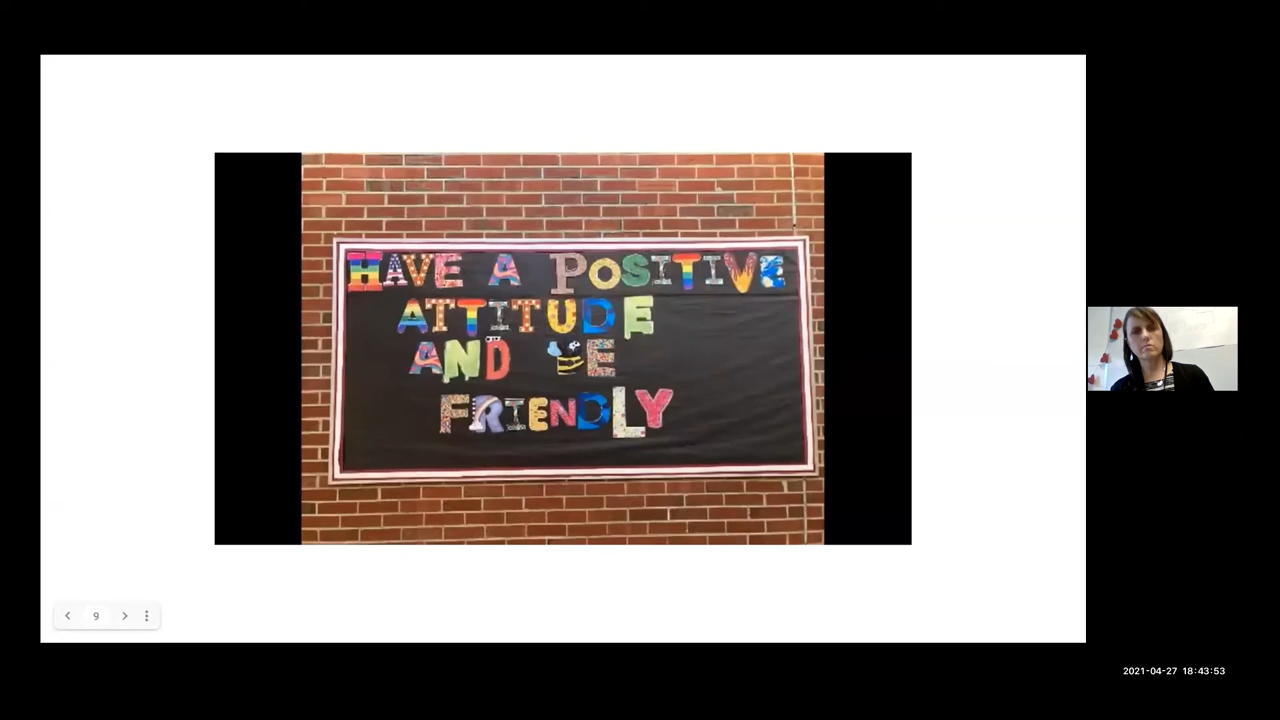 HAVE A POSITIVE
ATTITUDE
AND BE
FRIENDLY
9
2021-04-27 18:43:53